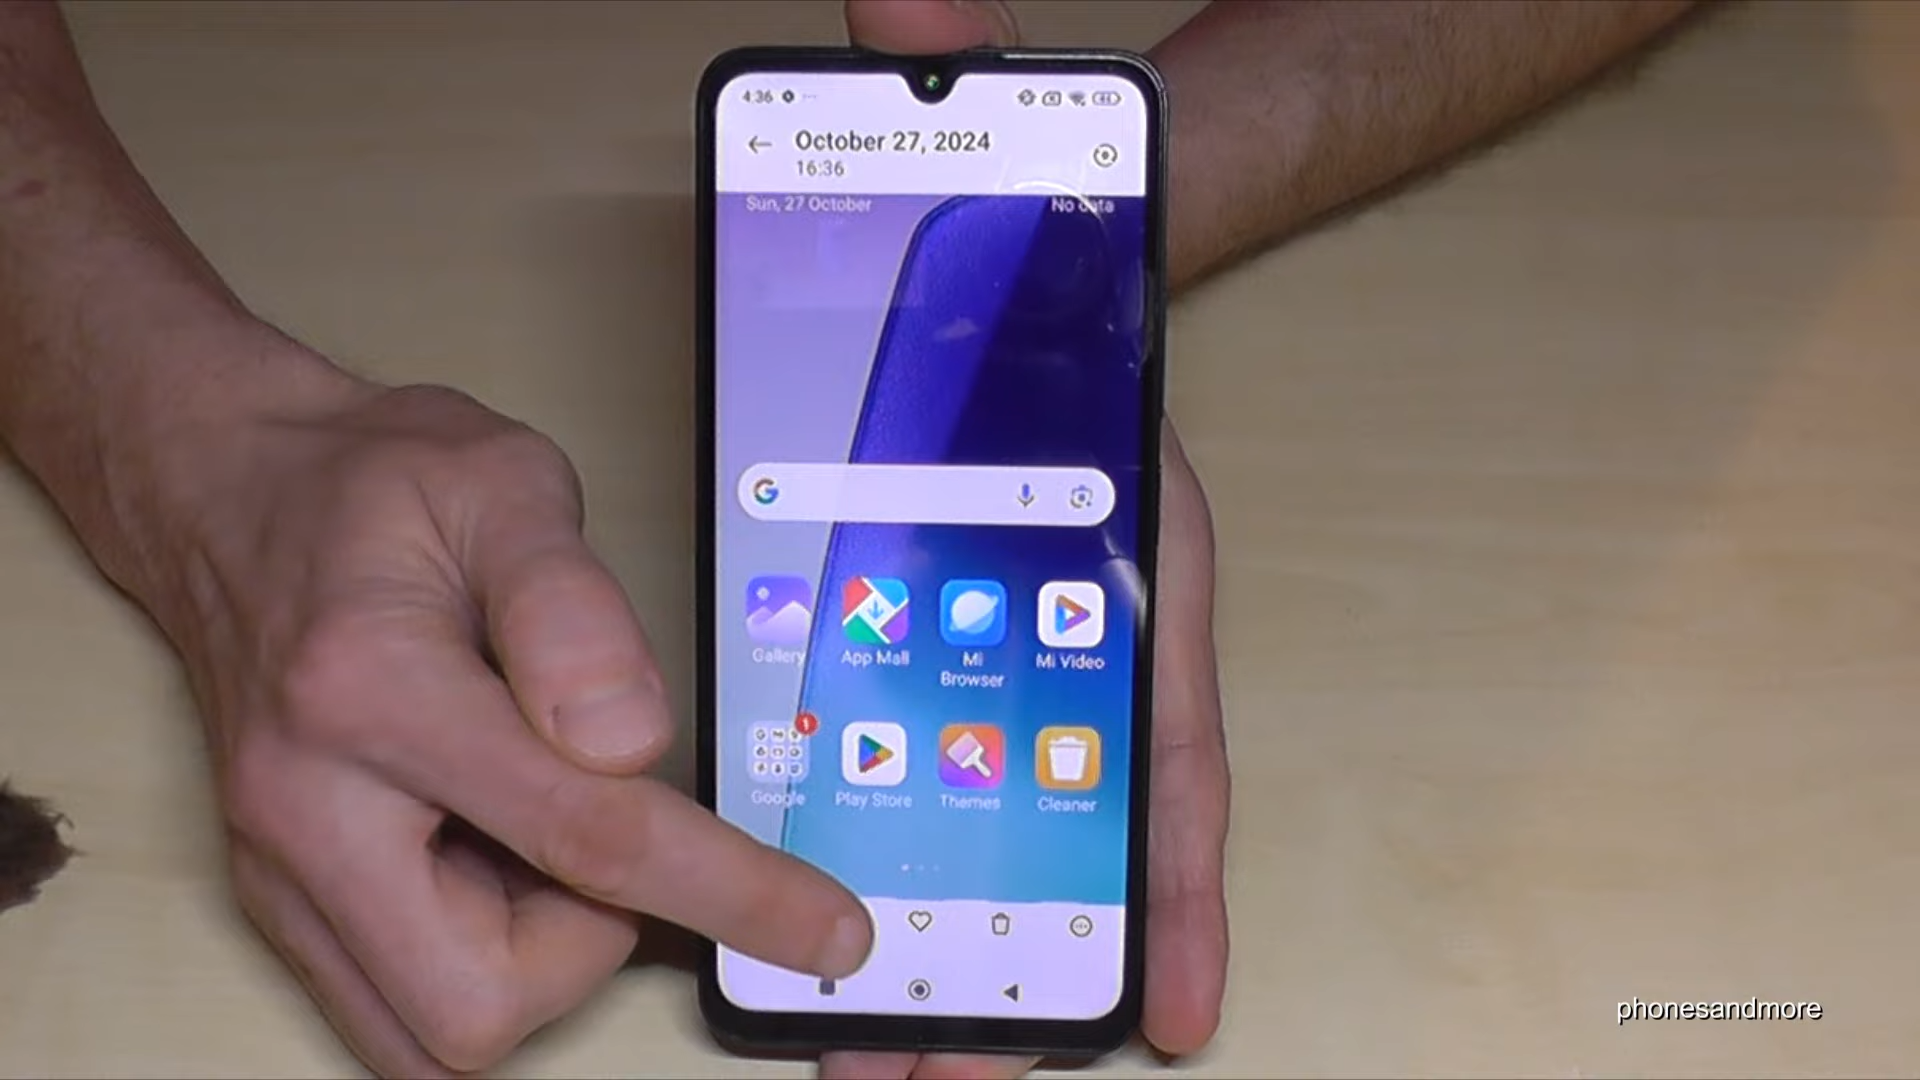 4:36
October 27, 2024
16:36
Sun, 27 October
No data
Gallery
App Mall
Mi Browser
Mi Video
1
Google
Play Store
Themes
Cleaner
phonesandmore